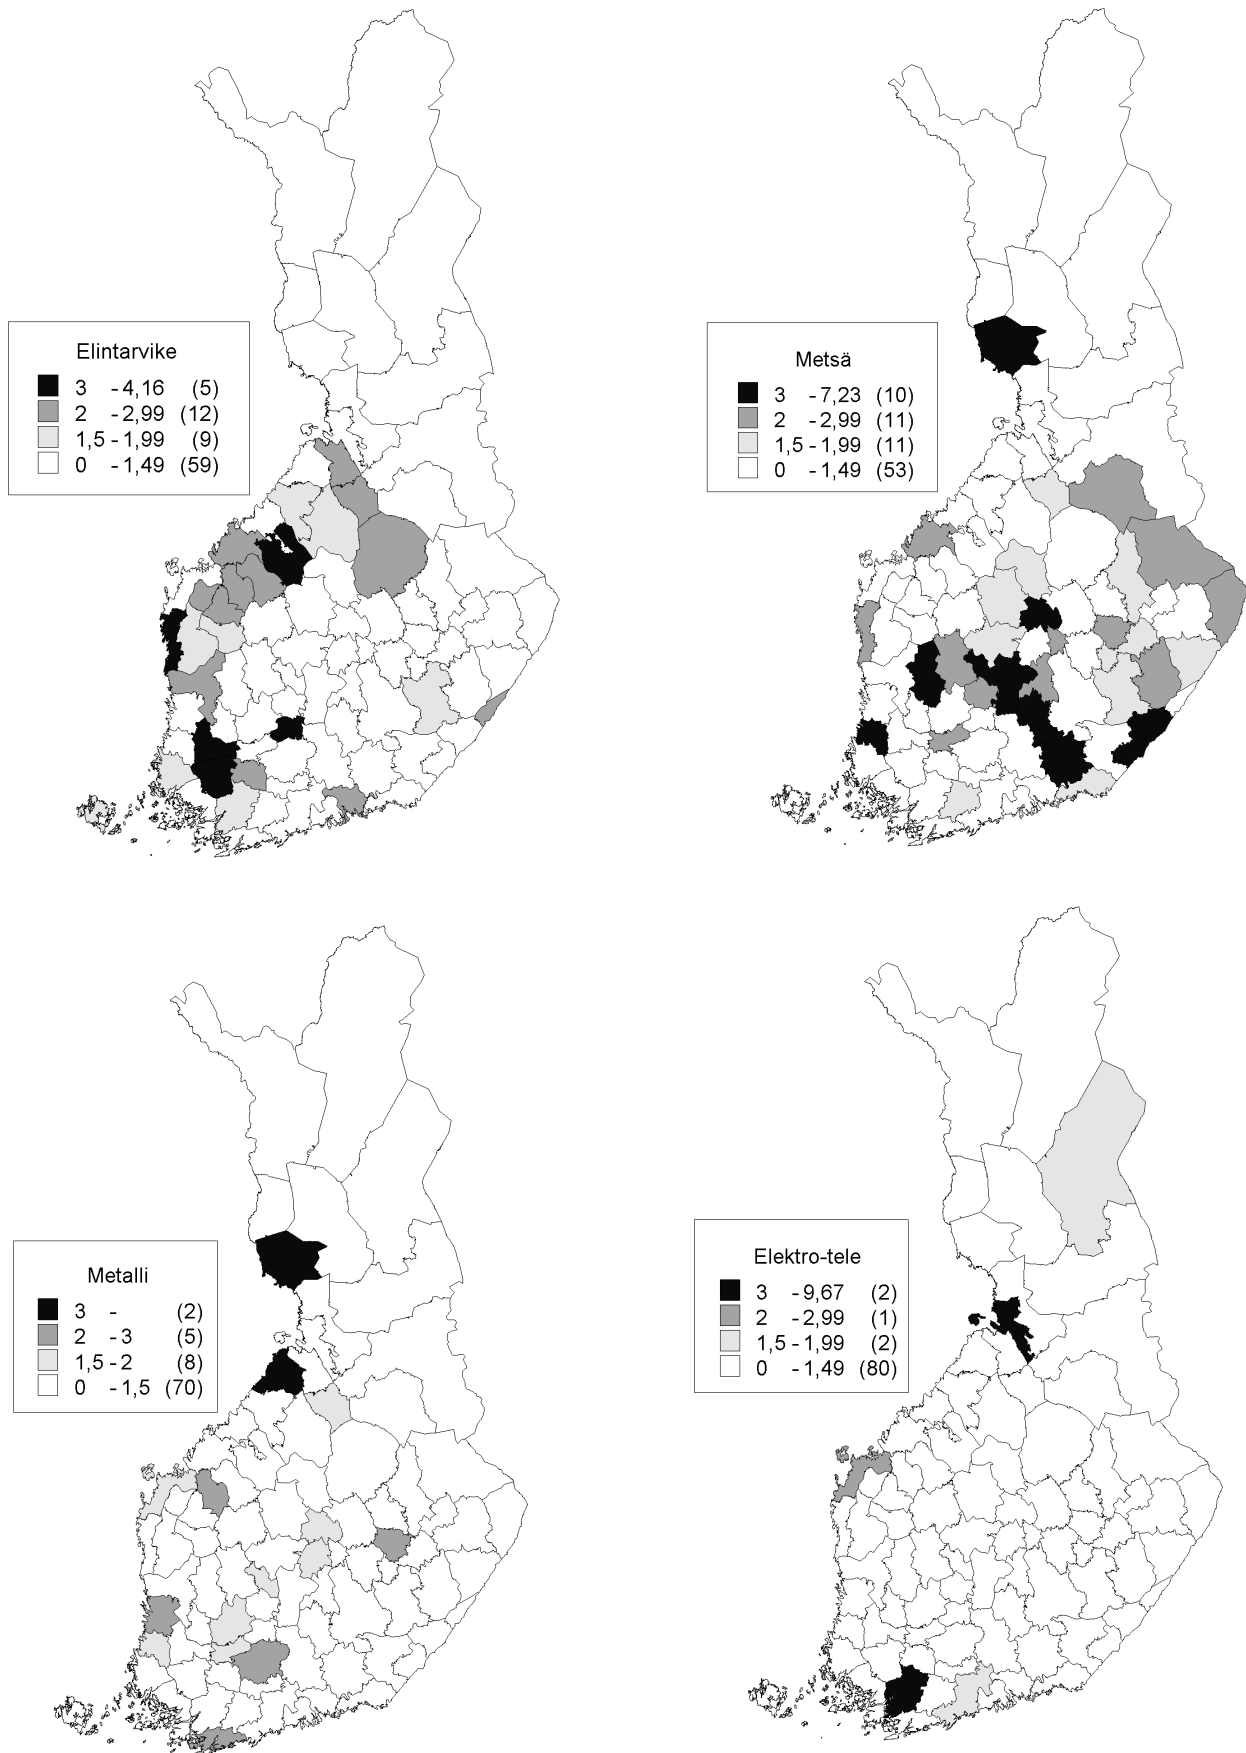 Elintarvike
3 - 4,16 (5)
2 - 2,99 (12)
1,5 - 1,99 (9)
0 - 1,49 (59)
Metsä
3 - 7,23 (10)
2 - 2,99 (11)
1,5 - 1,99 (11)
0 - 1,49 (53)
Metalli
3 - (2)
2 - 3 (5)
1,5 - 2 (8)
0 - 1,5 (70)
Elektro-tele
3 - 9,67 (2)
2 - 2,99 (1)
1,5 - 1,99 (2)
0 - 1,49 (80)